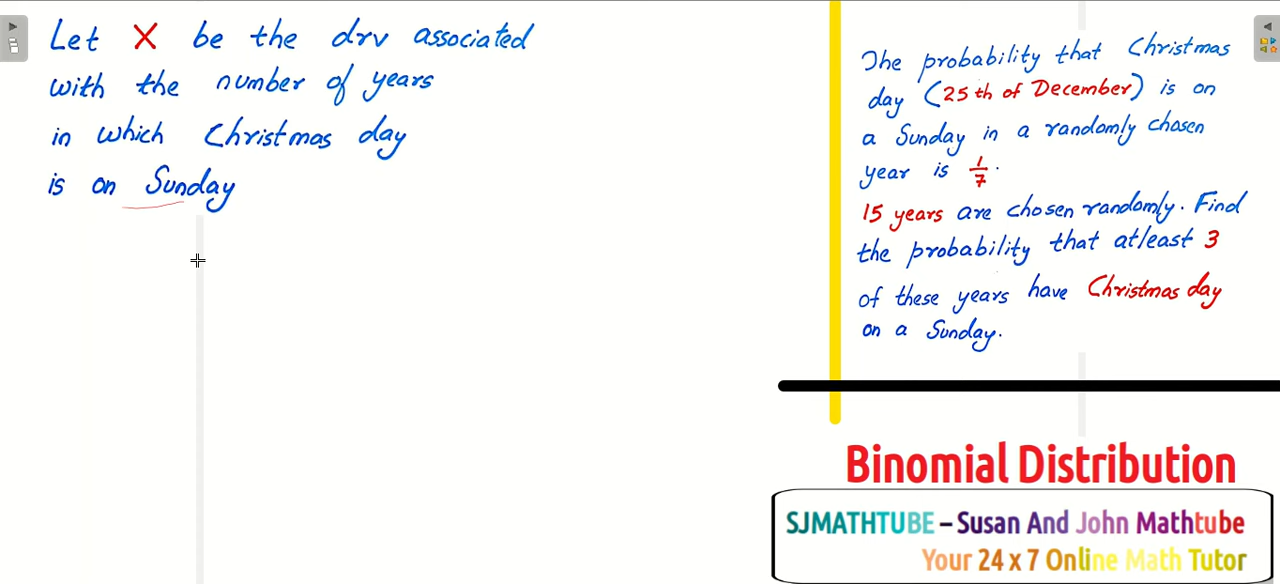 Let X be the drv associated
with the number of years
in which Christmas day
is on Sunday
The probability that Christmas
day (25th of December) is on
a Sunday in a randomly chosen
year is 1/7.
15 years are chosen randomly. Find
the probability that atleast 3
of these years have Christmas day
on a Sunday.
Binomial Distribution
SJMATHTUBE – Susan And John Mathtube
Your 24 x 7 Online Math Tutor